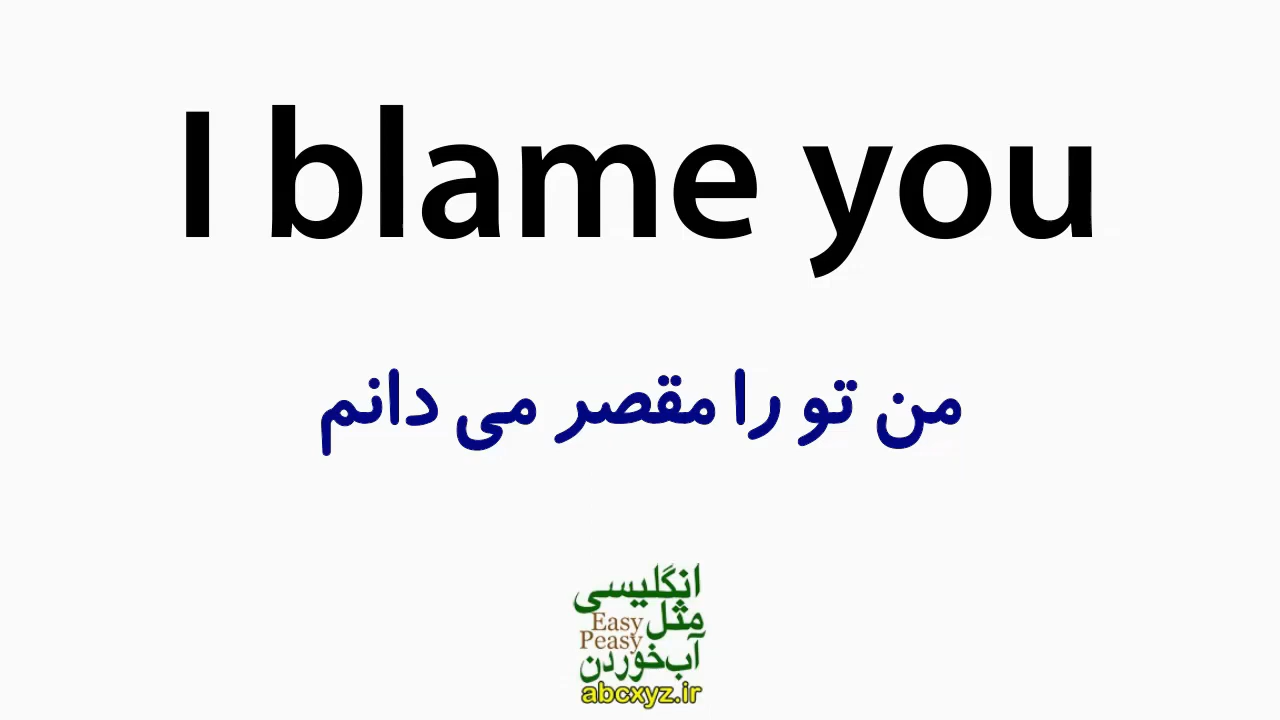 I blame you
من تو را مقصر می دانم
انگلیسی
مثل
Easy
Peasy
آب‌خوردن
abcxyz.ir